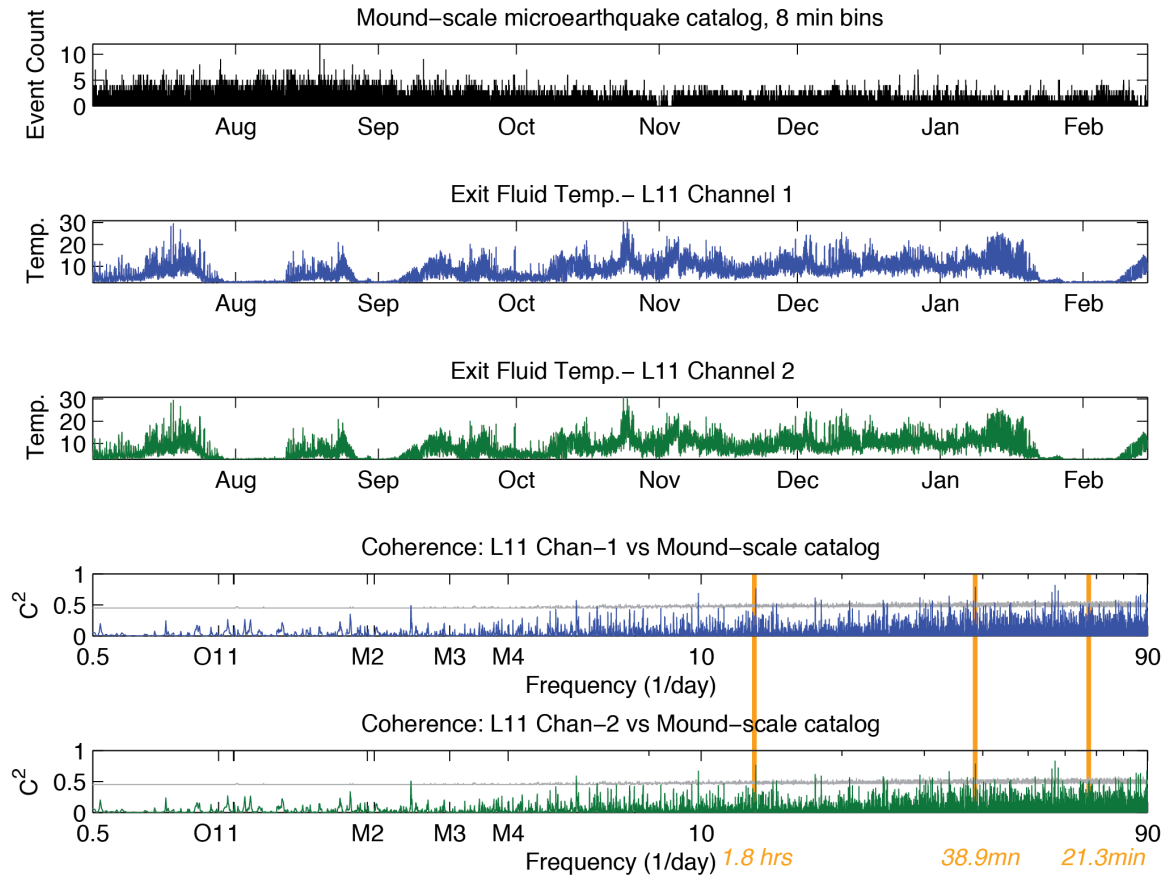 Mound−scale microearthquake catalog, 8 min bins
Event Count
10
5
0
Aug Sep Oct Nov Dec Jan Feb
Exit Fluid Temp.− L11 Channel 1
Temp.
30
20
10
Aug Sep Oct Nov Dec Jan Feb
Exit Fluid Temp.− L11 Channel 2
Temp.
30
20
10
Aug Sep Oct Nov Dec Jan Feb
Coherence: L11 Chan−1 vs Mound−scale catalog
C²
1
0.5
0
0.5 O11 M2 M3 M4 10 90
Frequency (1/day)
Coherence: L11 Chan−2 vs Mound−scale catalog
C²
1
0.5
0
0.5 O11 M2 M3 M4 10 90
Frequency (1/day) 1.8 hrs 38.9mn 21.3min